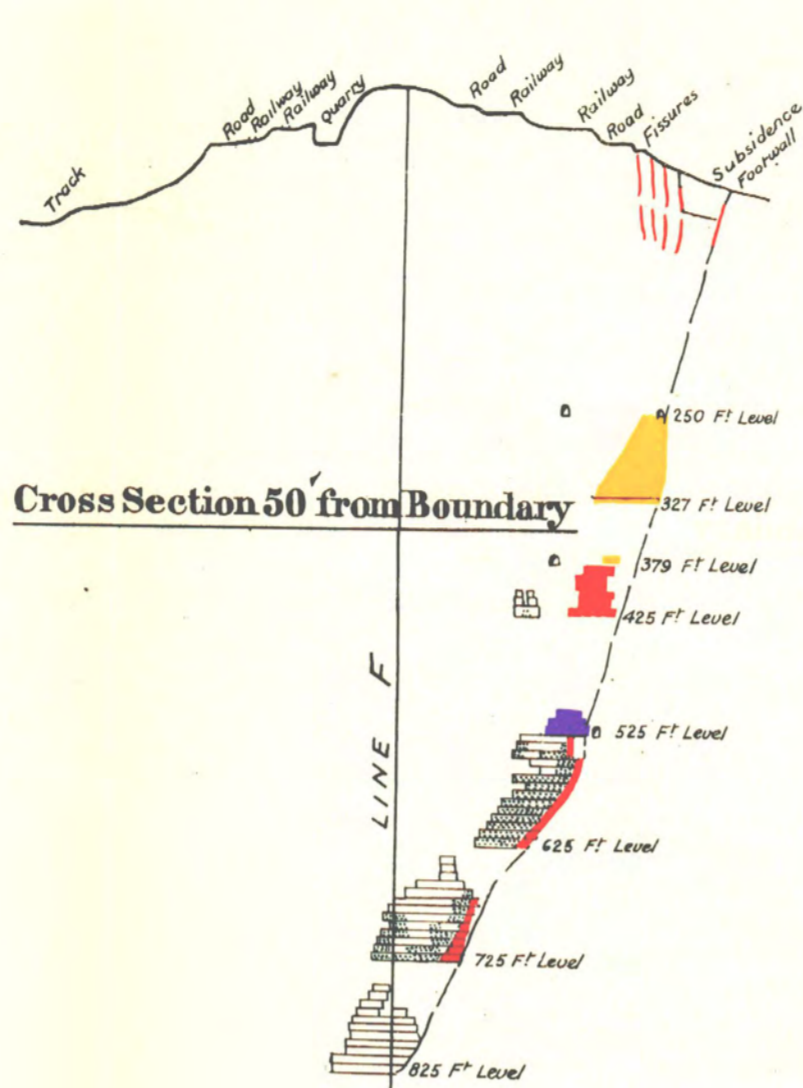 Track
Road
Railway
Railway
Quarry
Road
Railway
Railway
Road
Fissures
Subsidence
Footwall
250 Ft Level
Cross Section 50' from Boundary
327 Ft Level
379 Ft Level
425 Ft Level
LINE F
525 Ft Level
625 Ft Level
725 Ft Level
825 Ft Level